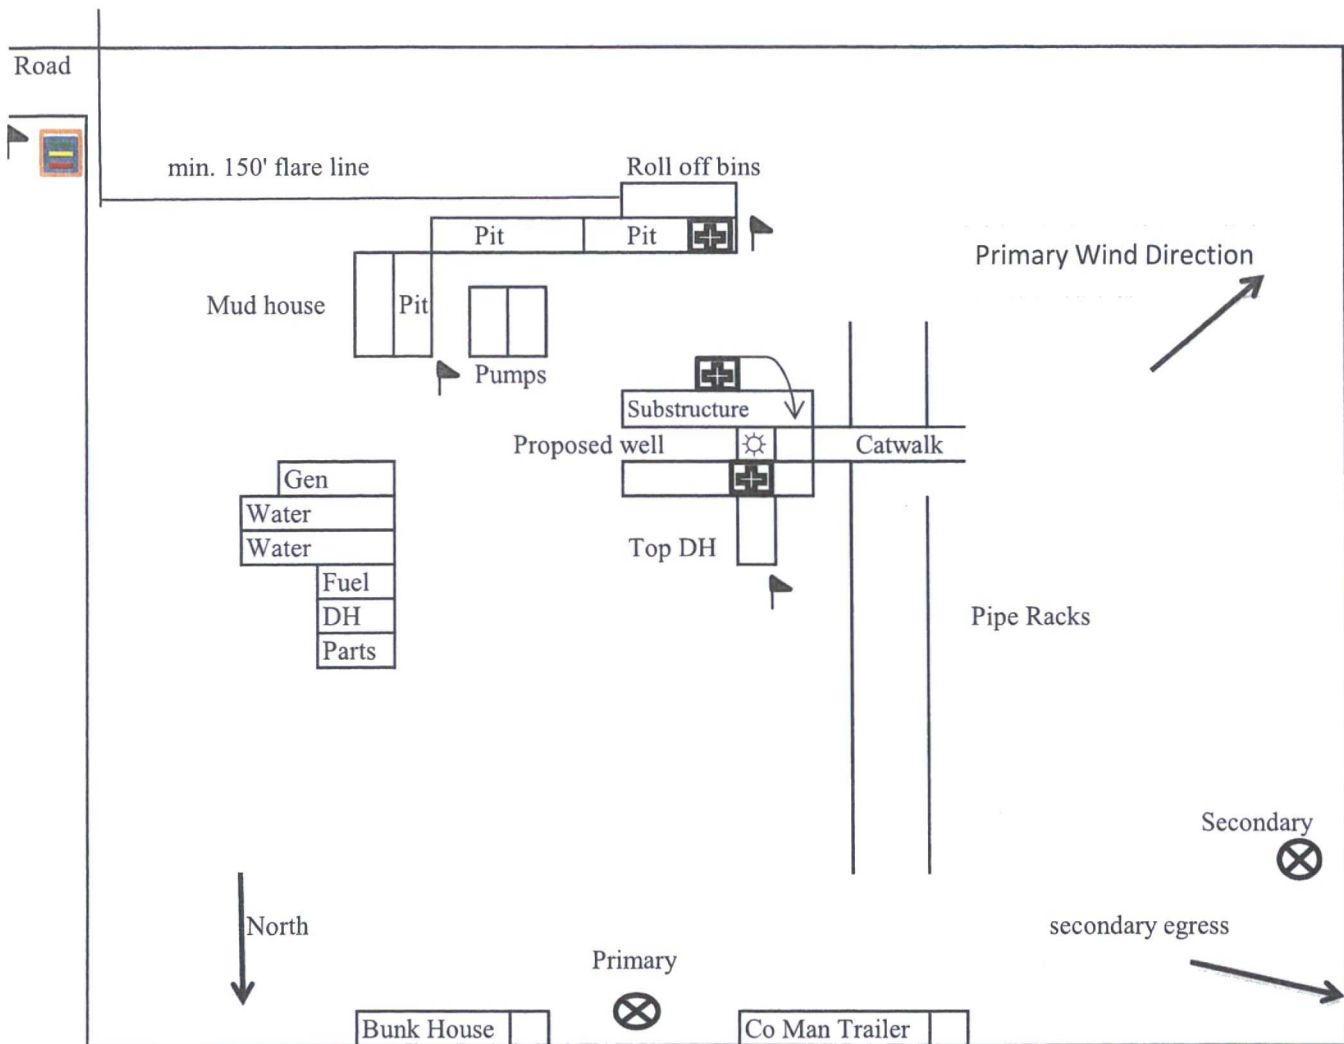 Road
min. 150' flare line
Roll off bins
Pit
Pit
Primary Wind Direction
Mud house
Pit
Pumps
Substructure
Proposed well
Catwalk
Gen
Water
Water
Top DH
Fuel
DH
Parts
Pipe Racks
Secondary
North
secondary egress
Primary
Bunk House
Co Man Trailer